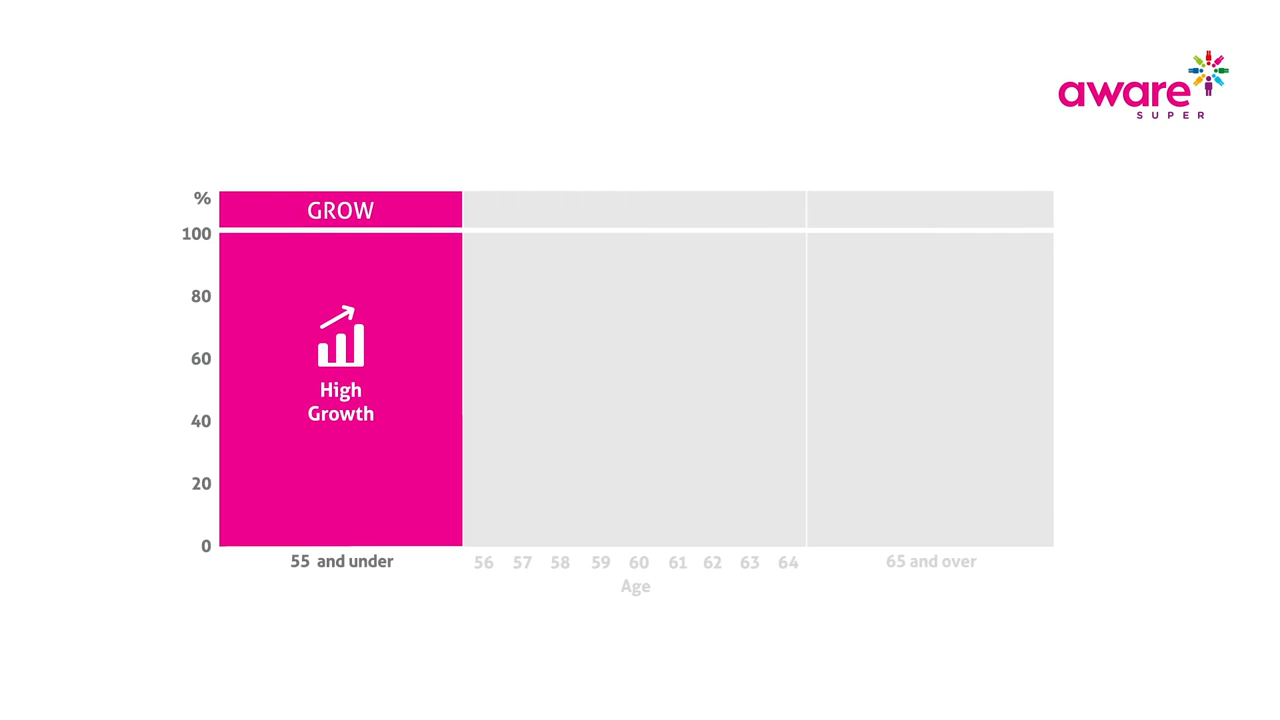 aware
SUPER
%
GROW
100
80
60
40
20
0
High
Growth
55 and under
56 57 58 59 60 61 62 63 64
65 and over
Age